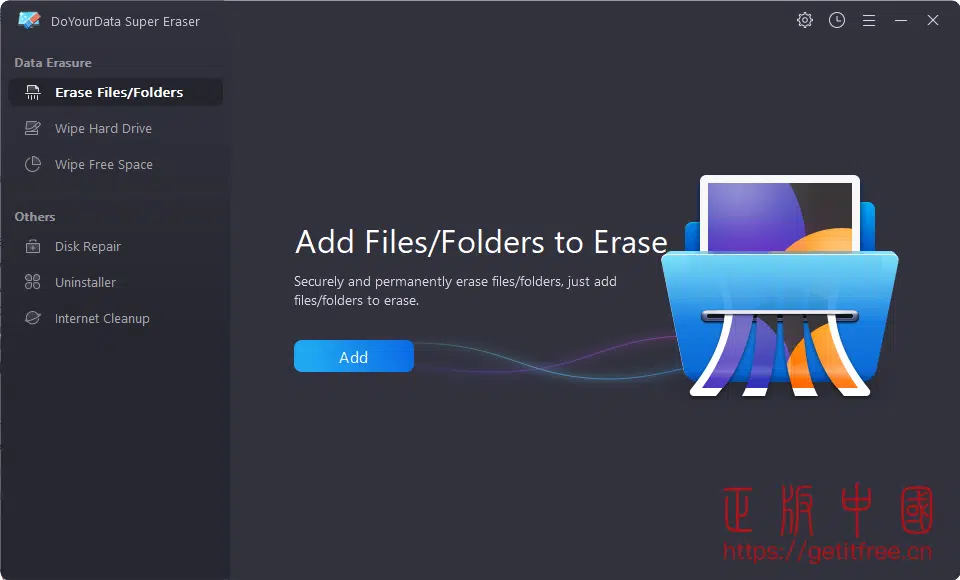 DoYourData Super Eraser
Data Erasure
Erase Files/Folders
Wipe Hard Drive
Wipe Free Space
Others
Disk Repair
Uninstaller
Internet Cleanup
Add Files/Folders to Erase
Securely and permanently erase files/folders, just add
files/folders to erase.
Add
正版中國
https://getitfree.cn